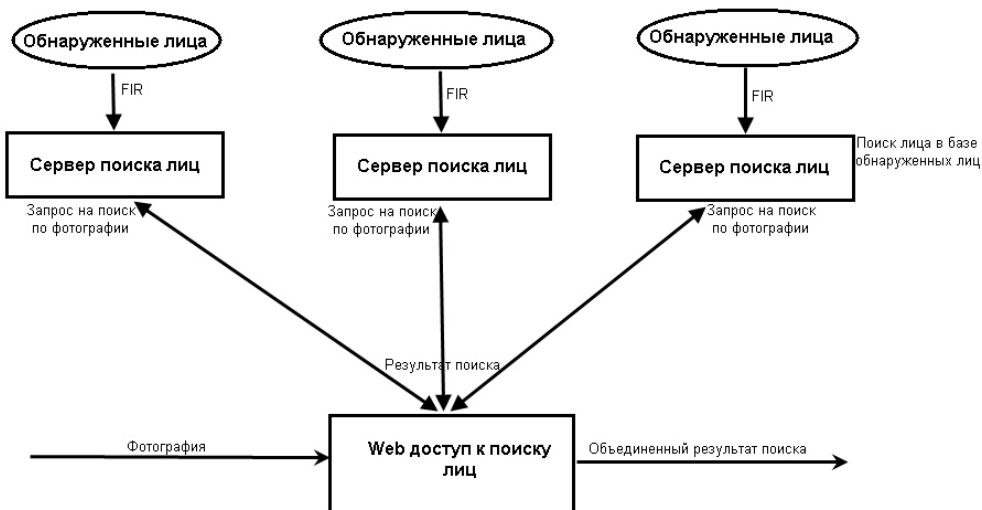 Обнаруженные лица
Обнаруженные лица
Обнаруженные лица
FIR
FIR
FIR
Сервер поиска лиц
Сервер поиска лиц
Сервер поиска лиц
Поиск лица в базе
обнаруженных лиц
Запрос на поиск
по фотографии
Запрос на поиск
по фотографии
Запрос на поиск
по фотографии
Результат поиска
Фотография
Web доступ к поиску
лиц
Объединенный результат поиска